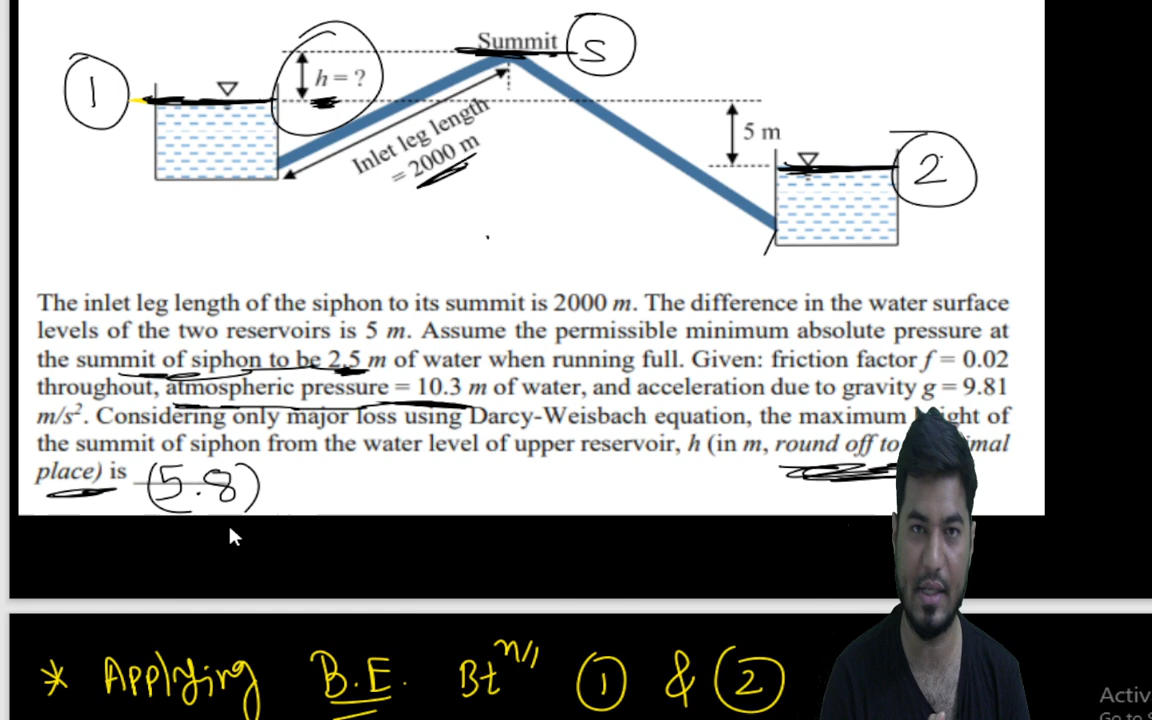 Summit S
1 h = ?
Inlet leg length
= 2000 m
5 m
2
The inlet leg length of the siphon to its summit is 2000 m. The difference in the water surface
levels of the two reservoirs is 5 m. Assume the permissible minimum absolute pressure at
the summit of siphon to be 2.5 m of water when running full. Given: friction factor f = 0.02
throughout, atmospheric pressure = 10.3 m of water, and acceleration due to gravity g = 9.81
m/s². Considering only major loss using Darcy-Weisbach equation, the maximum height of
the summit of siphon from the water level of upper reservoir, h (in m, round off to
place) is (5.8)
* Applying B.E. Btⁿ/ 1 & 2
Activ
Go to S